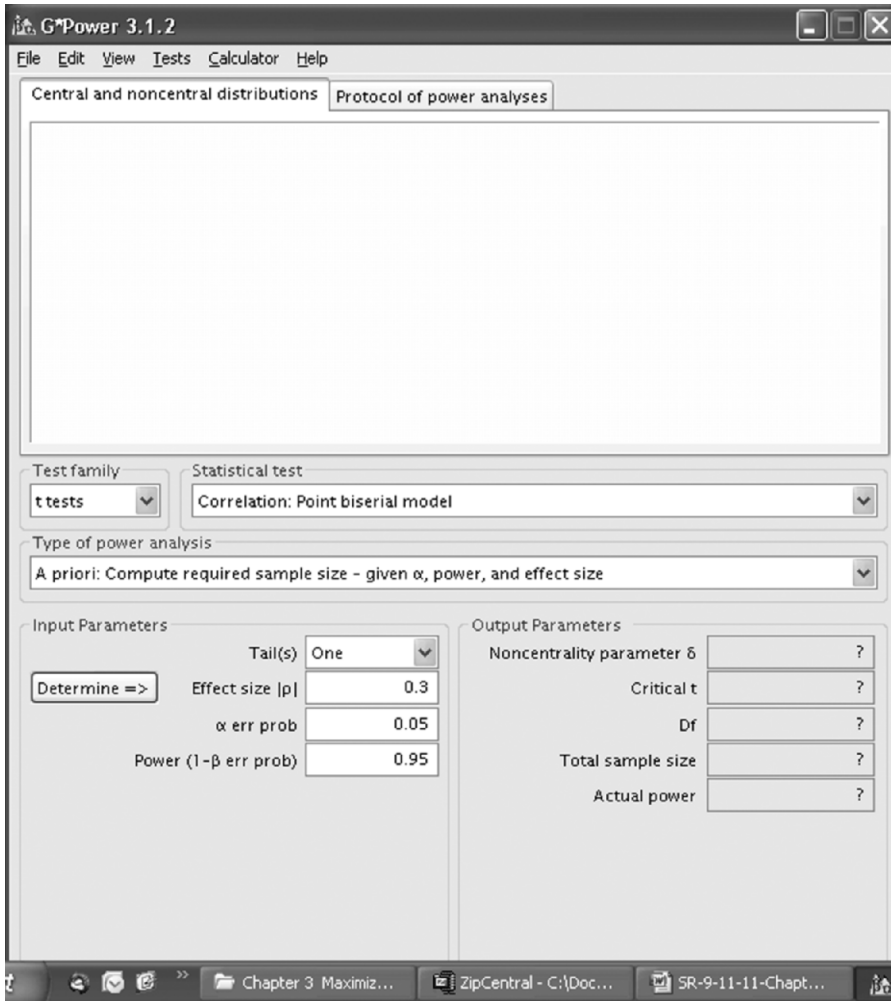 G*Power 3.1.2
File Edit View Tests Calculator Help
Central and noncentral distributions Protocol of power analyses
Test family
Statistical test
t tests
Correlation: Point biserial model
Type of power analysis
A priori: Compute required sample size - given α, power, and effect size
Input Parameters
Output Parameters
Tail(s) One
Noncentrality parameter δ ?
Determine => Effect size |ρ| 0.3
Critical t ?
α err prob 0.05
Df ?
Power (1-β err prob) 0.95
Total sample size ?
Actual power ?
t » Chapter 3 Maximiz... ZipCentral - C:\Doc... SR-9-11-11-Chapt...